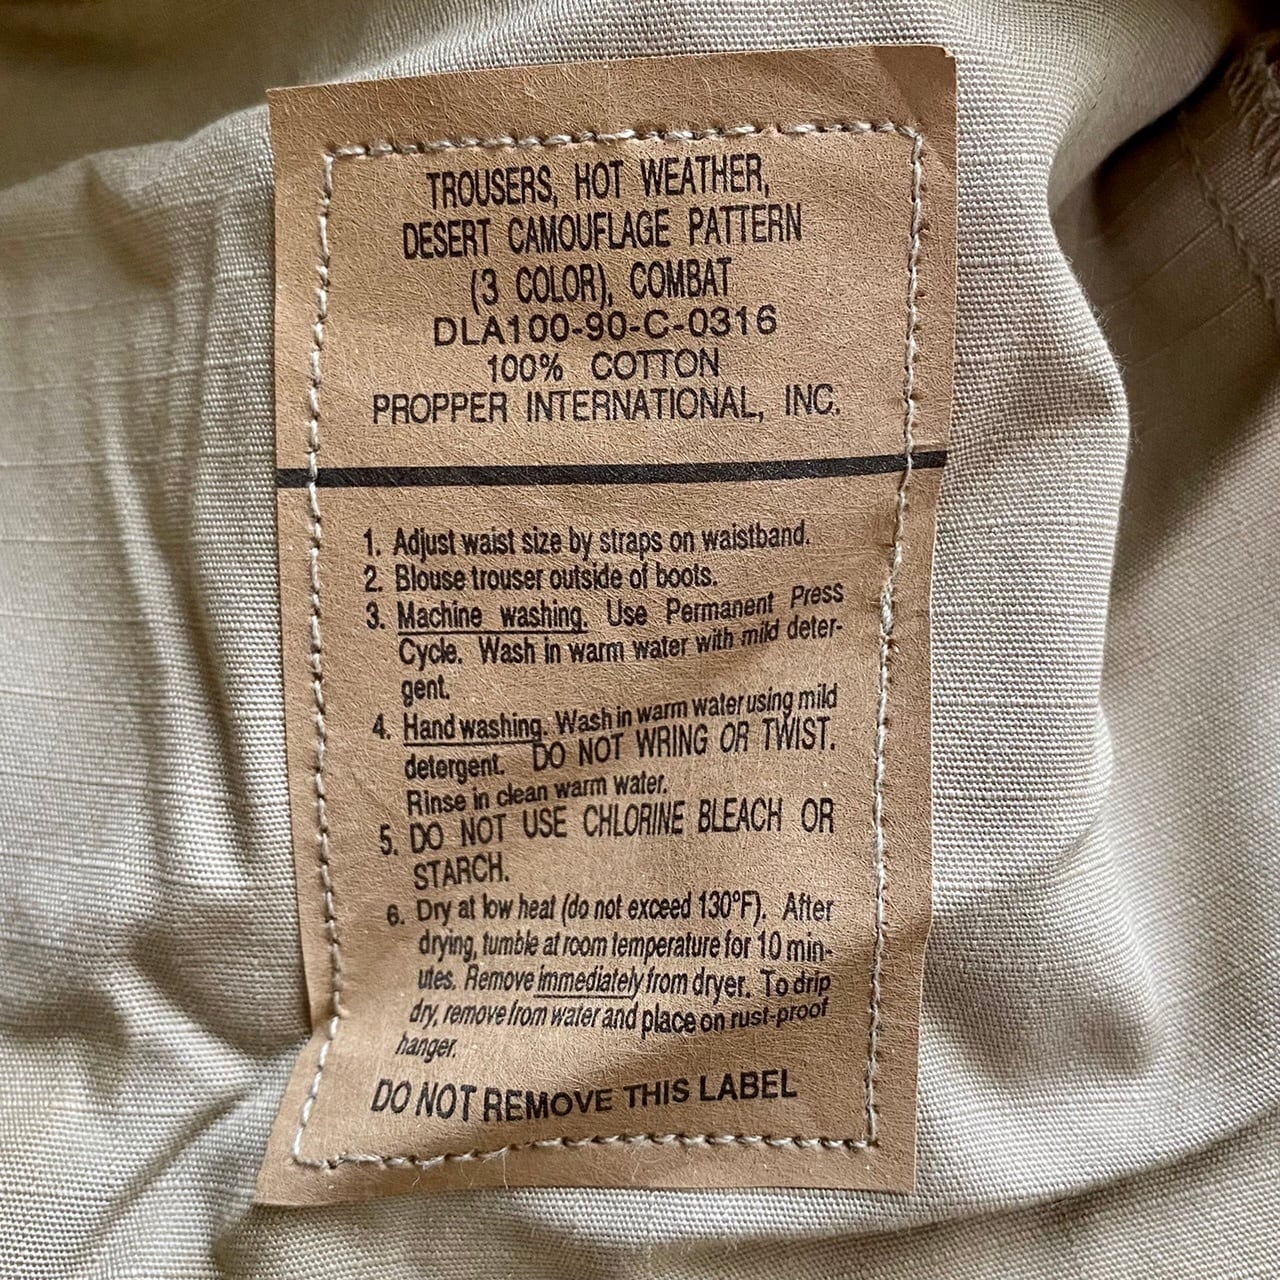 TROUSERS, HOT WEATHER,
DESERT CAMOUFLAGE PATTERN
(3 COLOR), COMBAT
DLA100-90-C-0316
100% COTTON
PROPPER INTERNATIONAL, INC.
1. Adjust waist size by straps on waistband.
2. Blouse trouser outside of boots.
3. Machine washing. Use Permanent Press
Cycle. Wash in warm water with mild deter-
gent.
4. Hand washing. Wash in warm water using mild
detergent. DO NOT WRING OR TWIST.
Rinse in clean warm water.
5. DO NOT USE CHLORINE BLEACH OR
STARCH.
6. Dry at low heat (do not exceed 130°F). After
drying, tumble at room temperature for 10 min-
utes. Remove immediately from dryer. To drip
dry, remove from water and place on rust-proof
hanger.
DO NOT REMOVE THIS LABEL